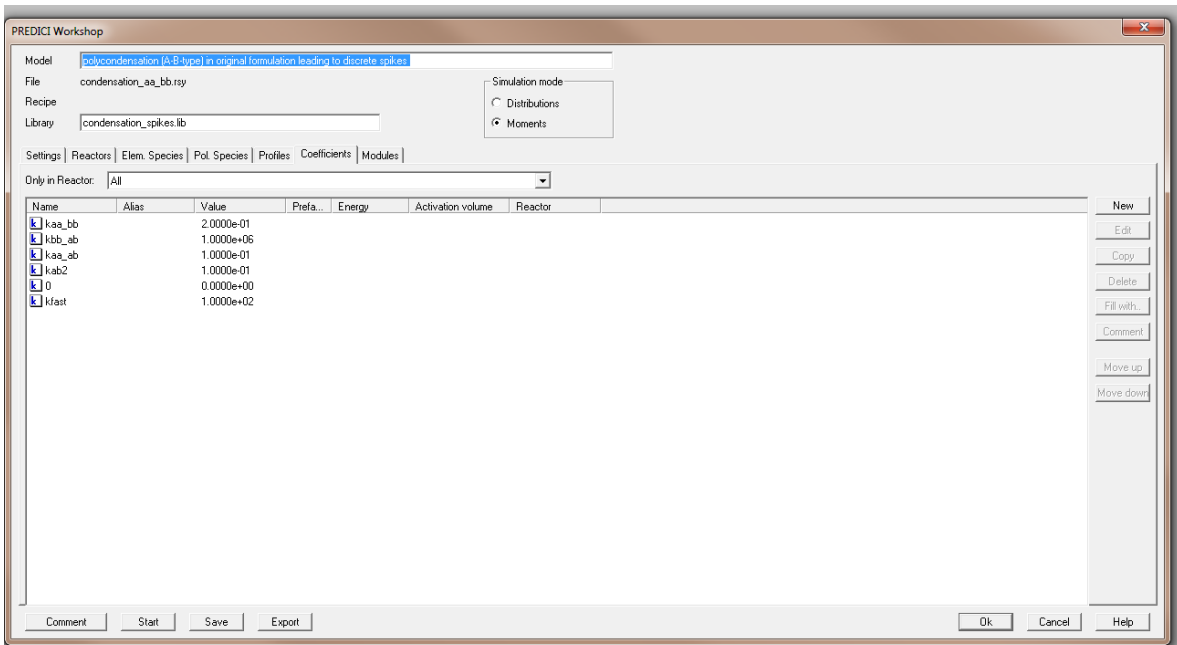 PREDICI Workshop
Model polycondensation (A-B-type) in original formulation leading to discrete spikes
File condensation_aa_bb.rsy
Simulation mode
Recipe
Distributions
Library condensation_spikes.lib
Moments
Settings Reactors Elem. Species Pol. Species Profiles Coefficients Modules
Only in Reactor: All
Name Alias Value Prefa... Energy Activation volume Reactor
k kaa_bb 2.0000e-01
k kbb_ab 1.0000e+06
k kaa_ab 1.0000e-01
k kab2 1.0000e-01
k 0 0.0000e+00
k kfast 1.0000e+02
New
Edit
Copy
Delete
Fill with..
Comment
Move up
Move down
Comment Start Save Export Ok Cancel Help